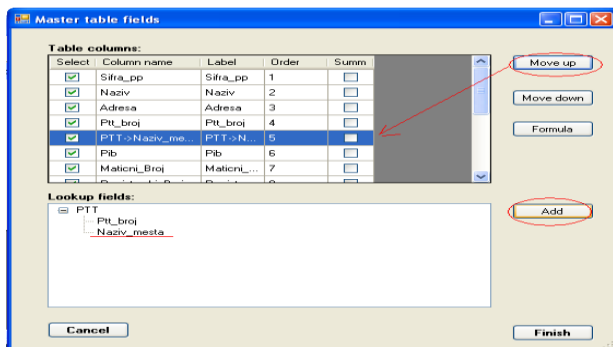 Master table fields
Table columns:
Select Column name Label Order Summ
Sifra_pp Sifra_pp 1
Naziv Naziv 2
Adresa Adresa 3
Ptt_broj Ptt_broj 4
PTT->Naziv_me... PTT->N... 5
Pib Pib 6
Maticni_Broj Maticni_... 7
Move up
Move down
Formula
Lookup fields:
PTT
Ptt_broj
Naziv_mesta
Add
Cancel
Finish